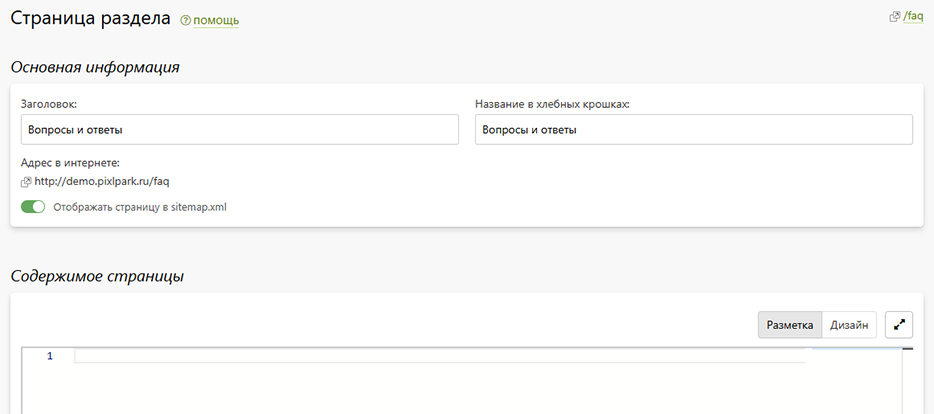 Страница раздела ? помощь /faq
Основная информация
Заголовок: Название в хлебных крошках:
Вопросы и ответы Вопросы и ответы
Адрес в интернете:
http://demo.pixlpark.ru/faq
Отображать страницу в sitemap.xml
Содержимое страницы
Разметка Дизайн
1